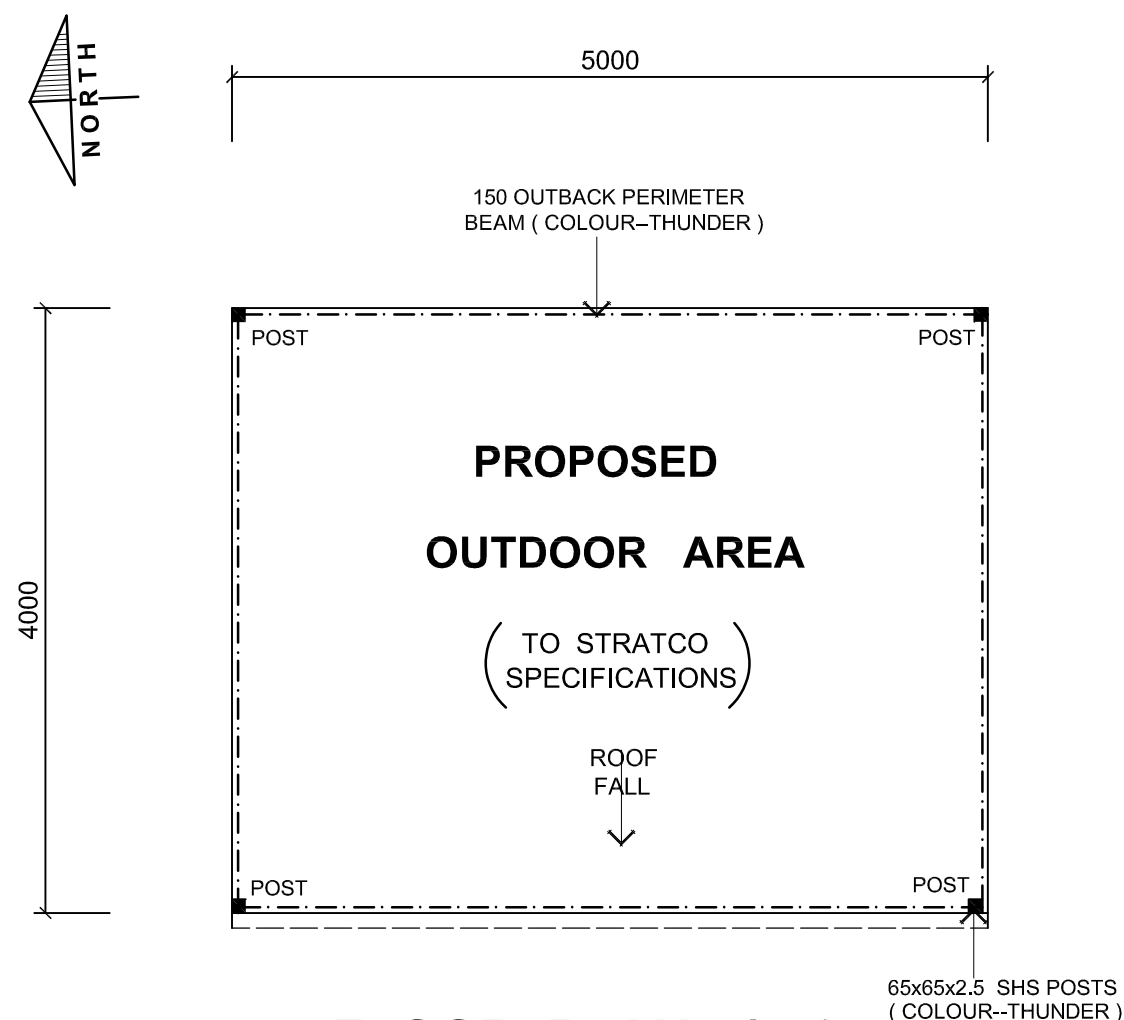 NORTH
5000
150 OUTBACK PERIMETER
BEAM ( COLOUR–THUNDER )
POST
POST
PROPOSED
OUTDOOR AREA
4000
( TO STRATCO
SPECIFICATIONS )
ROOF
FALL
POST
POST
65x65x2.5 SHS POSTS
( COLOUR--THUNDER )